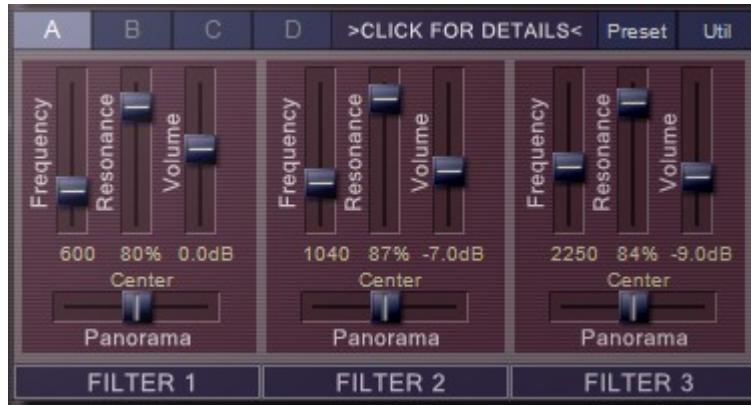 A B C D >CLICK FOR DETAILS< Preset Util
Frequency Resonance Volume Frequency Resonance Volume Frequency Resonance Volume
600 80% 0.0dB 1040 87% -7.0dB 2250 84% -9.0dB
Center Center Center
Panorama Panorama Panorama
FILTER 1 FILTER 2 FILTER 3